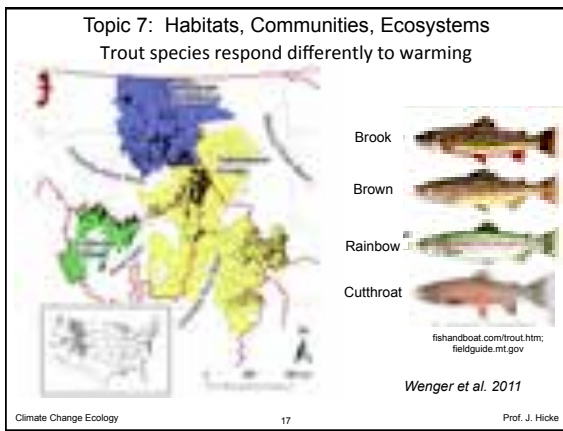 Topic 7: Habitats, Communities, Ecosystems
Trout species respond differently to warming
Brook
Brown
Rainbow
Cutthroat
fishandboat.com/trout.htm;
fieldguide.mt.gov
Wenger et al. 2011
Climate Change Ecology
17
Prof. J. Hicke